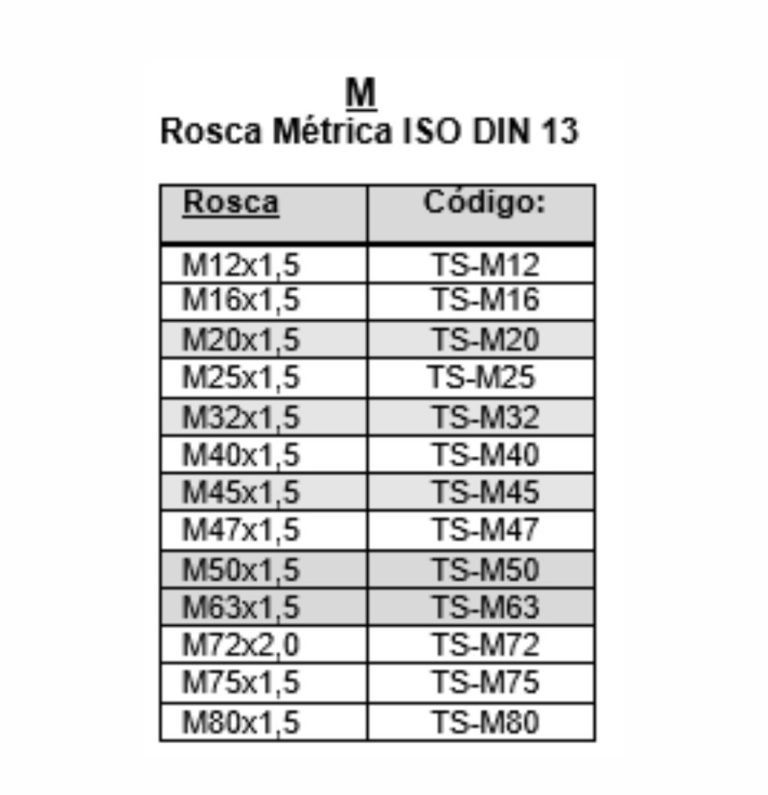 M
Rosca Métrica ISO DIN 13
Rosca Código:
M12x1,5 TS-M12
M16x1,5 TS-M16
M20x1,5 TS-M20
M25x1,5 TS-M25
M32x1,5 TS-M32
M40x1,5 TS-M40
M45x1,5 TS-M45
M47x1,5 TS-M47
M50x1,5 TS-M50
M63x1,5 TS-M63
M72x2,0 TS-M72
M75x1,5 TS-M75
M80x1,5 TS-M80